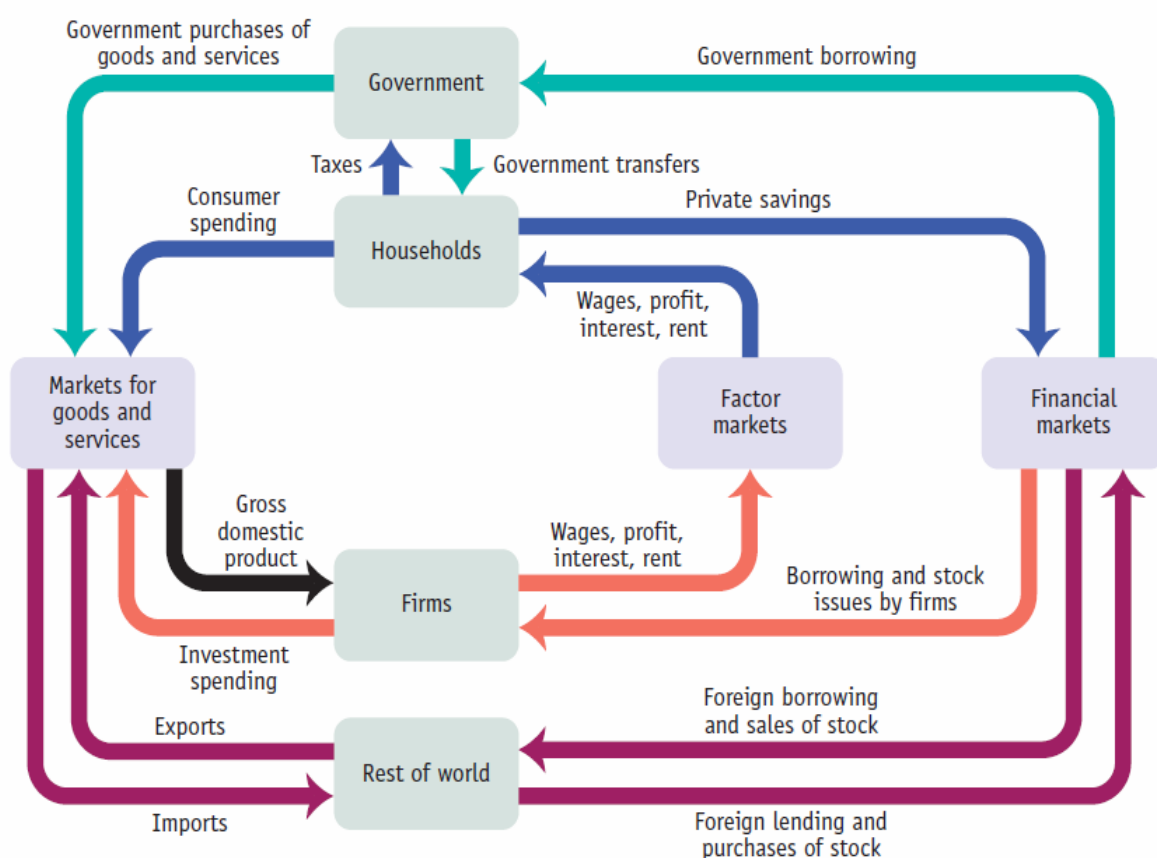 Government purchases of
goods and services
Government
Government borrowing
Taxes
Government transfers
Consumer
spending
Households
Private savings
Wages, profit,
interest, rent
Markets for
goods and
services
Factor
markets
Financial
markets
Gross
domestic
product
Firms
Wages, profit,
interest, rent
Borrowing and stock
issues by firms
Investment
spending
Exports
Rest of world
Foreign borrowing
and sales of stock
Imports
Foreign lending and
purchases of stock